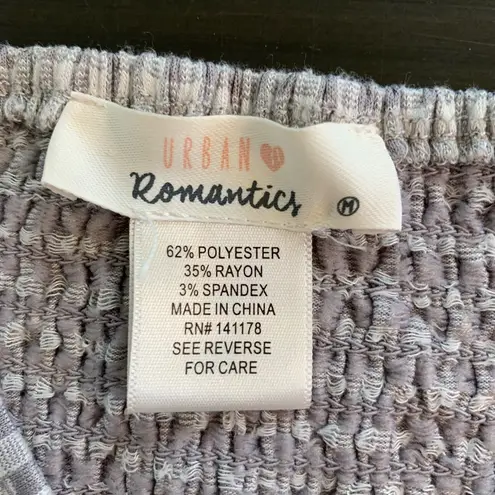 URBAN
Romantics
M
62% POLYESTER
35% RAYON
3% SPANDEX
MADE IN CHINA
RN# 141178
SEE REVERSE
FOR CARE